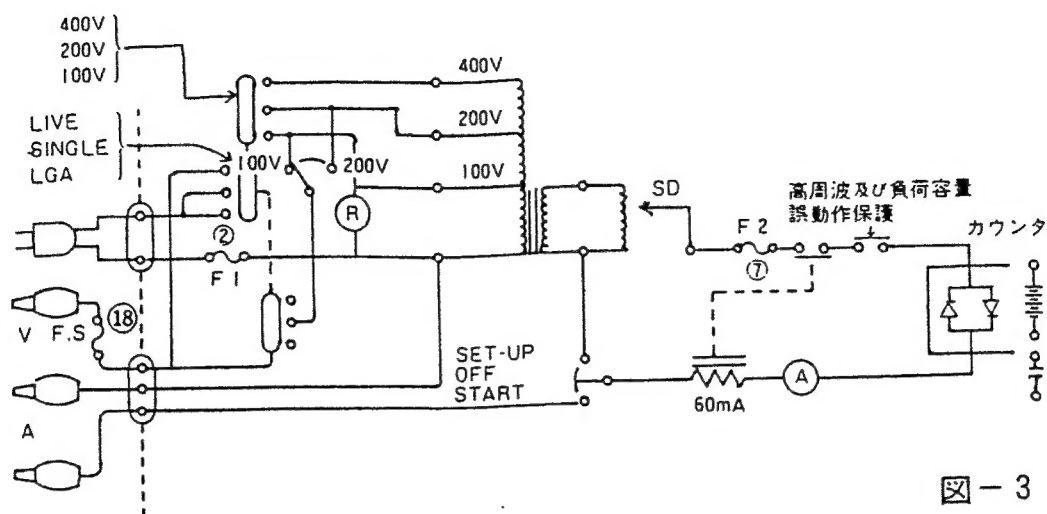 400V
200V
100V
LIVE
SINGLE
LGA
400V
200V
100V
100V
200V
R
②
F1
SD
F2
⑦
高周波及び負荷容量
誤動作保護
カウンタ
V F.S ⑱
A
SET-UP
OFF
START
60mA
A
図-3